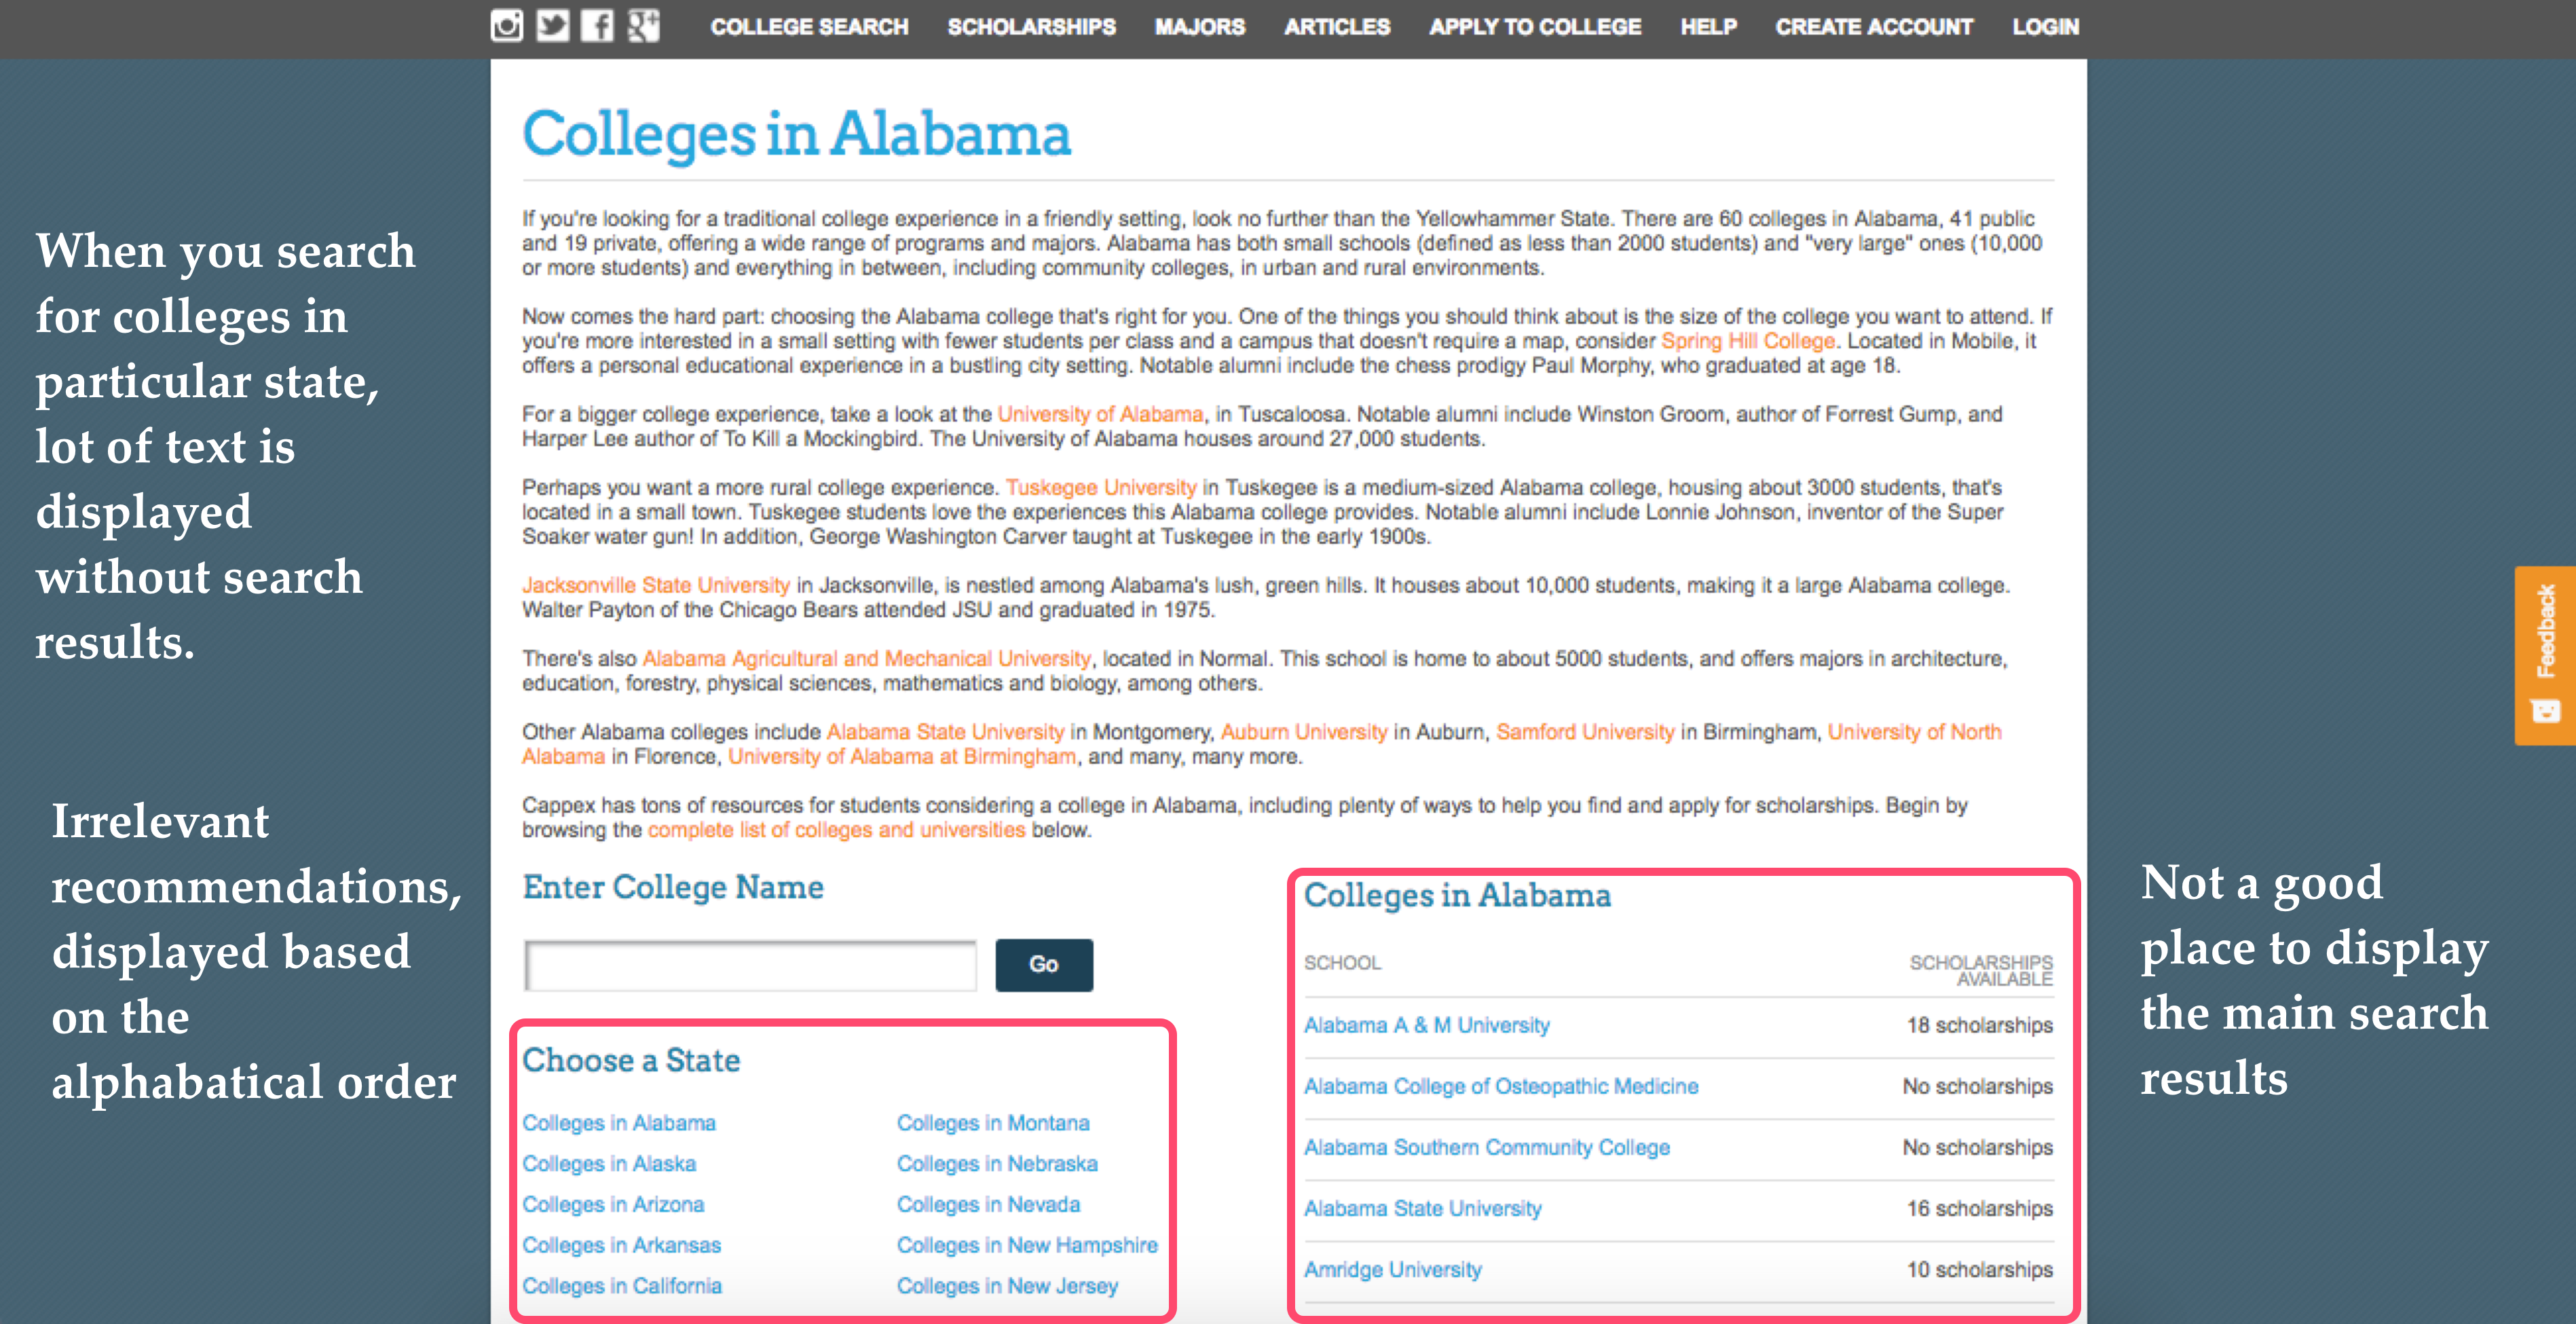 COLLEGE SEARCH SCHOLARSHIPS MAJORS ARTICLES APPLY TO COLLEGE HELP CREATE ACCOUNT LOGIN
Colleges in Alabama
If you're looking for a traditional college experience in a friendly setting, look no further than the Yellowhammer State. There are 60 colleges in Alabama, 41 public
and 19 private, offering a wide range of programs and majors. Alabama has both small schools (defined as less than 2000 students) and "very large" ones (10,000
or more students) and everything in between, including community colleges, in urban and rural environments.
Now comes the hard part: choosing the Alabama college that's right for you. One of the things you should think about is the size of the college you want to attend. If
you're more interested in a small setting with fewer students per class and a campus that doesn't require a map, consider Spring Hill College. Located in Mobile, it
offers a personal educational experience in a bustling city setting. Notable alumni include the chess prodigy Paul Morphy, who graduated at age 18.
For a bigger college experience, take a look at the University of Alabama, in Tuscaloosa. Notable alumni include Winston Groom, author of Forrest Gump, and
Harper Lee author of To Kill a Mockingbird. The University of Alabama houses around 27,000 students.
Perhaps you want a more rural college experience. Tuskegee University in Tuskegee is a medium-sized Alabama college, housing about 3000 students, that's
located in a small town. Tuskegee students love the experiences this Alabama college provides. Notable alumni include Lonnie Johnson, inventor of the Super
Soaker water gun! In addition, George Washington Carver taught at Tuskegee in the early 1900s.
Jacksonville State University in Jacksonville, is nestled among Alabama's lush, green hills. It houses about 10,000 students, making it a large Alabama college.
Walter Payton of the Chicago Bears attended JSU and graduated in 1975.
There's also Alabama Agricultural and Mechanical University, located in Normal. This school is home to about 5000 students, and offers majors in architecture,
education, forestry, physical sciences, mathematics and biology, among others.
Other Alabama colleges include Alabama State University in Montgomery, Auburn University in Auburn, Samford University in Birmingham, University of North
Alabama in Florence, University of Alabama at Birmingham, and many, many more.
Cappex has tons of resources for students considering a college in Alabama, including plenty of ways to help you find and apply for scholarships. Begin by
browsing the complete list of colleges and universities below.
Enter College Name
Go
Choose a State
Colleges in Alabama Colleges in Montana
Colleges in Alaska Colleges in Nebraska
Colleges in Arizona Colleges in Nevada
Colleges in Arkansas Colleges in New Hampshire
Colleges in California Colleges in New Jersey
Colleges in Alabama
SCHOOL SCHOLARSHIPS
AVAILABLE
Alabama A & M University 18 scholarships
Alabama College of Osteopathic Medicine No scholarships
Alabama Southern Community College No scholarships
Alabama State University 16 scholarships
Amridge University 10 scholarships
When you search
for colleges in
particular state,
lot of text is
displayed
without search
results.
Irrelevant
recommendations,
displayed based
on the
alphabatical order
Not a good
place to display
the main search
results
Feedback